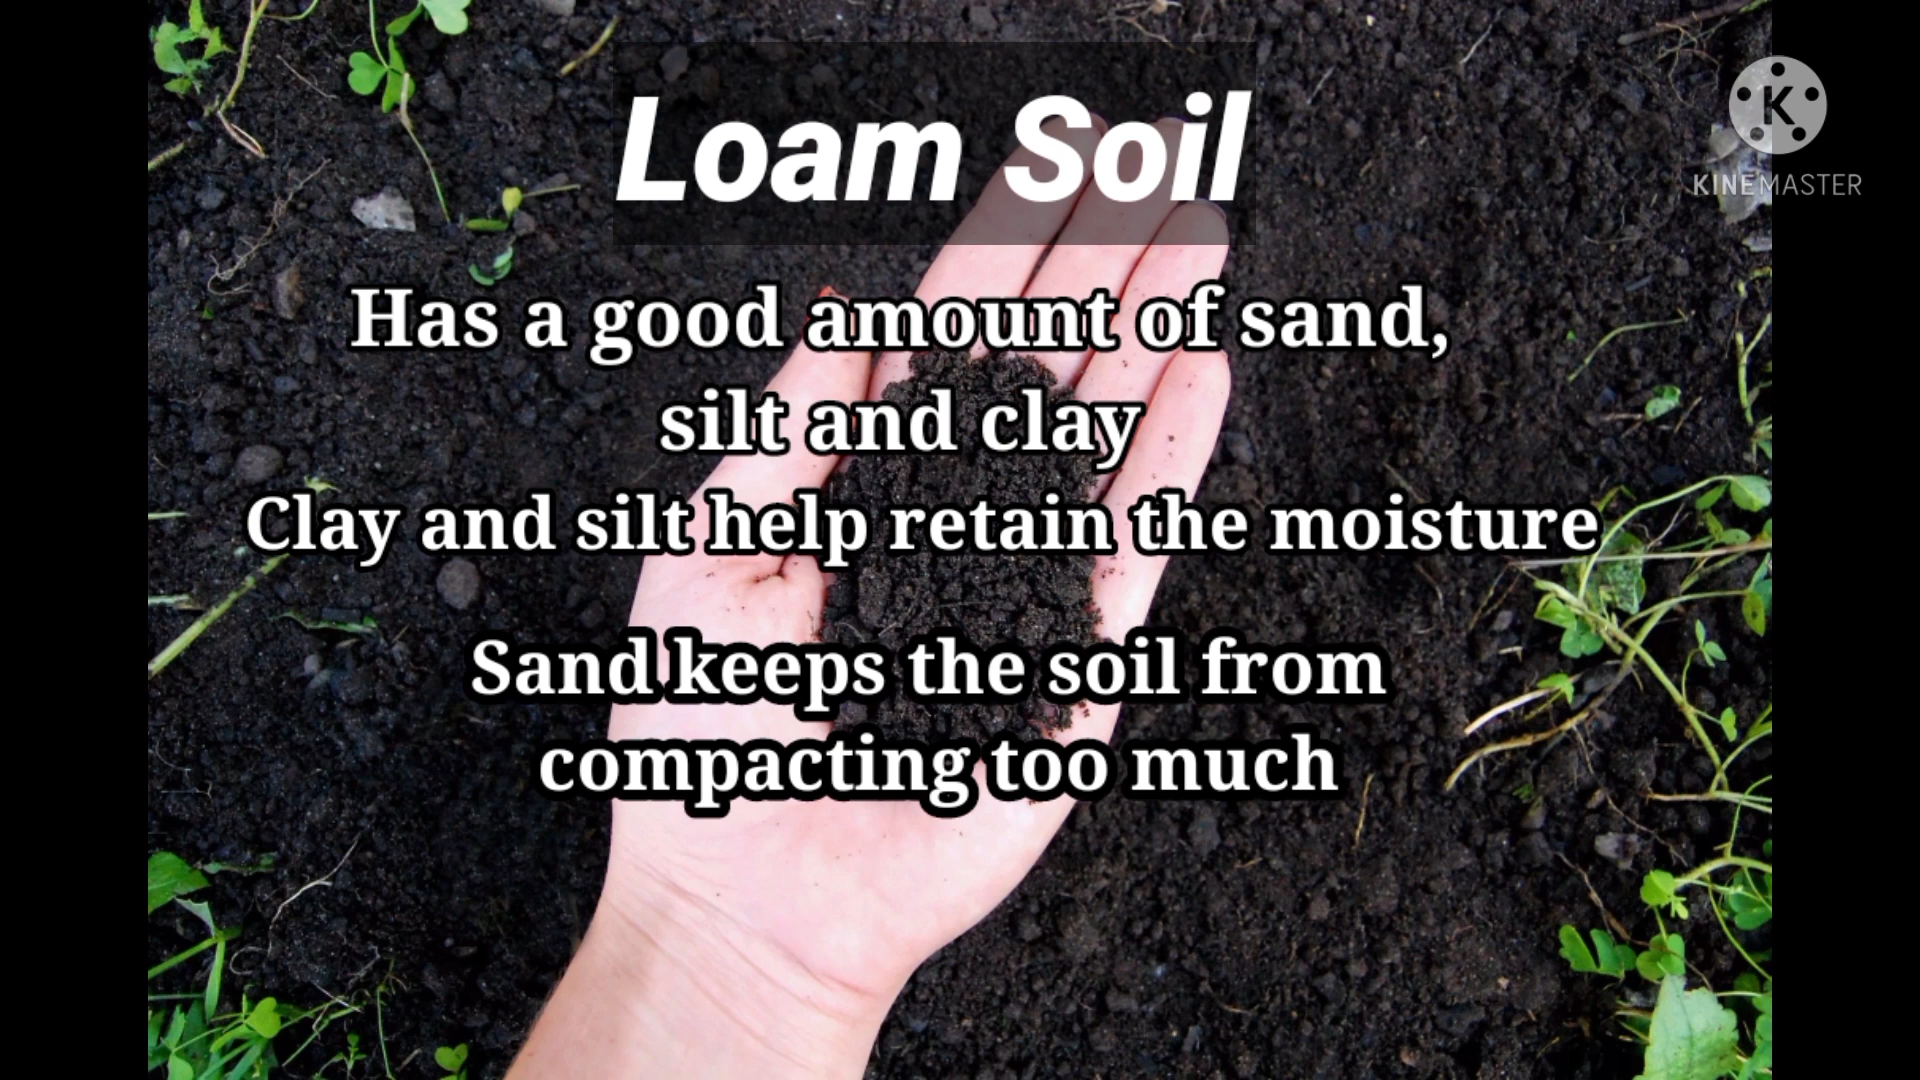 Loam Soil
K
KINEMASTER
Has a good amount of sand,
silt and clay
Clay and silt help retain the moisture
Sand keeps the soil from
compacting too much